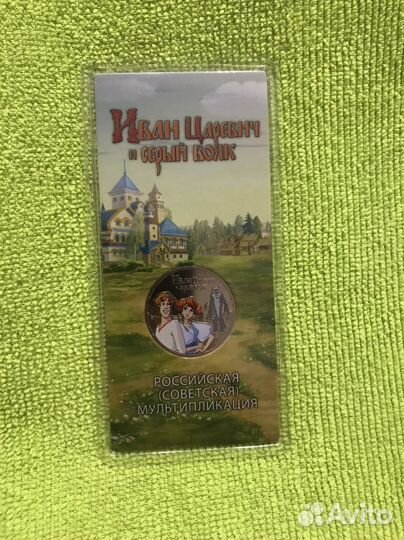 Иван Царевич
и серый волк
РОССИЙСКАЯ
(СОВЕТСКАЯ)
МУЛЬТИПЛИКАЦИЯ
Avito